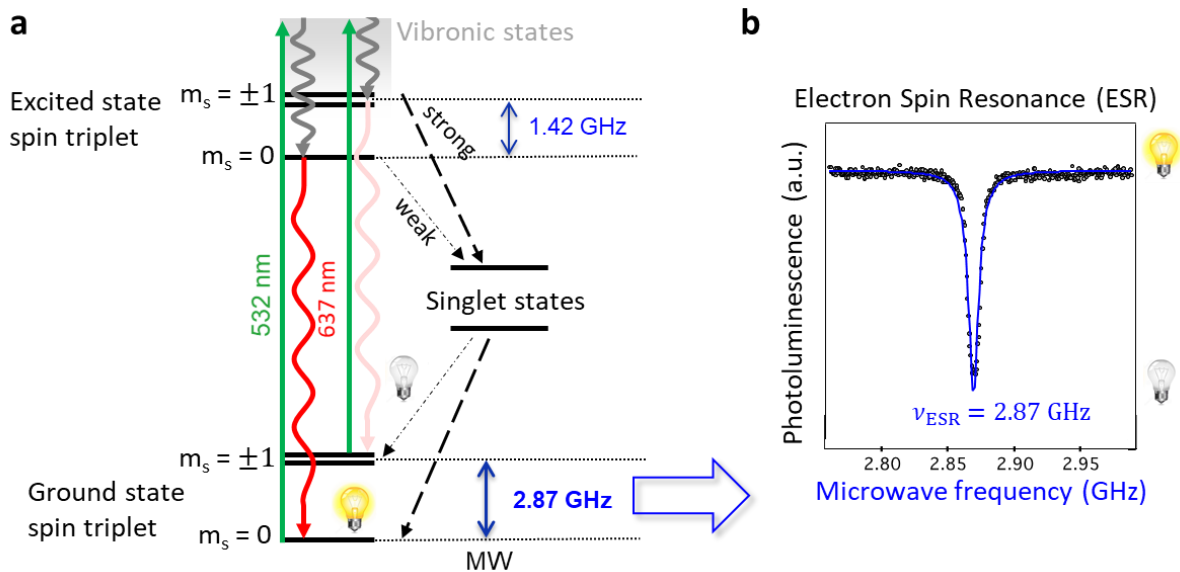 a
Vibronic states
Excited state
spin triplet
mₛ = ±1
mₛ = 0
1.42 GHz
strong
weak
532 nm
637 nm
Singlet states
Ground state
spin triplet
mₛ = ±1
mₛ = 0
2.87 GHz
MW
b
Electron Spin Resonance (ESR)
Photoluminescence (a.u.)
ν_ESR = 2.87 GHz
2.80 2.85 2.90 2.95
Microwave frequency (GHz)